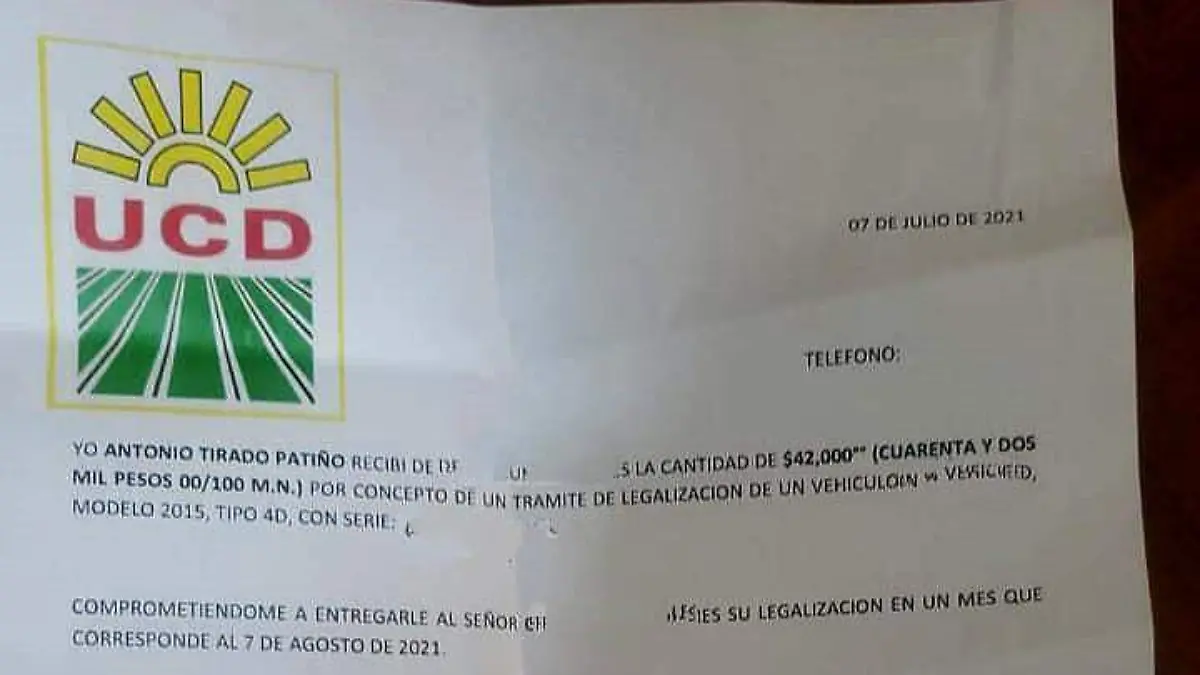 UCD
07 DE JULIO DE 2021
TELEFONO:
YO ANTONIO TIRADO PATIÑO RECIBI DE LA CANTIDAD DE $42,000** (CUARENTA Y DOS
MIL PESOS 00/100 M.N.) POR CONCEPTO DE UN TRAMITE DE LEGALIZACION DE UN VEHICULO
MODELO 2015, TIPO 4D, CON SERIE:
COMPROMETIENDOME A ENTREGARLE AL SEÑOR SU LEGALIZACION EN UN MES QUE
CORRESPONDE AL 7 DE AGOSTO DE 2021.